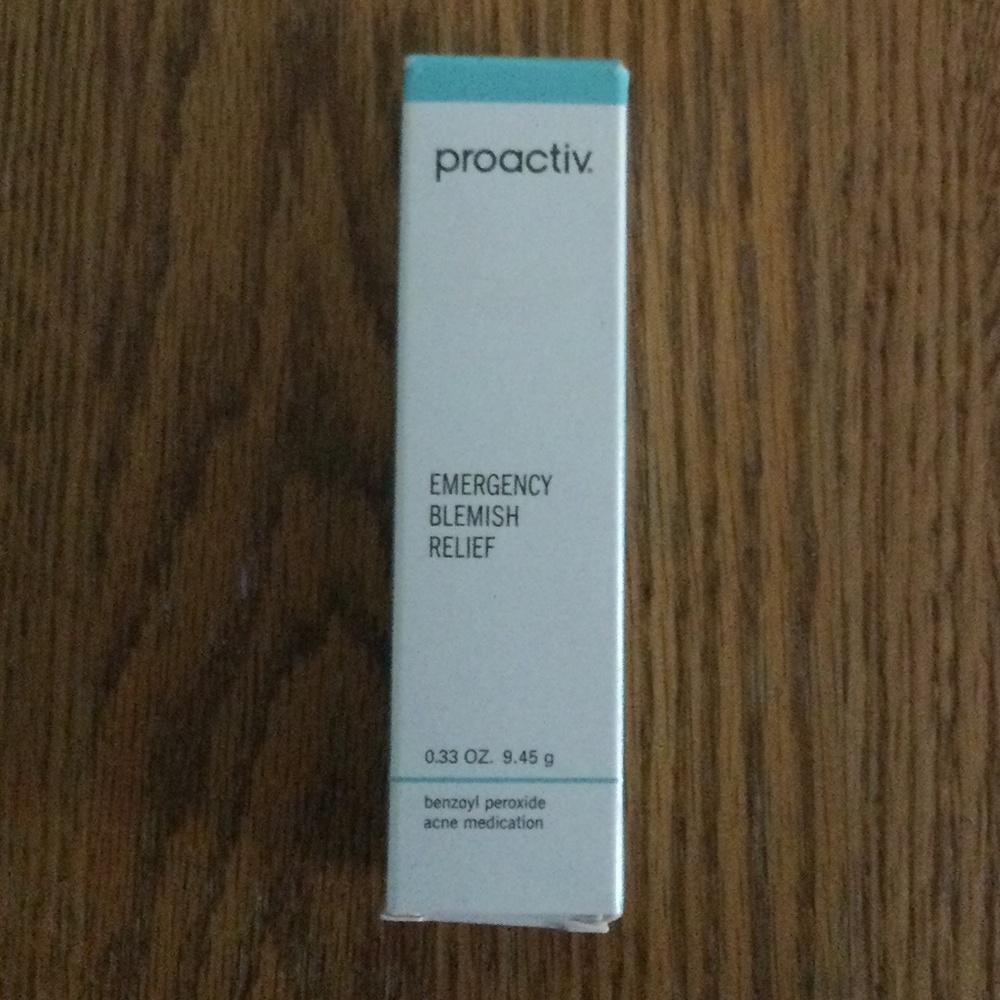 proactiv.
EMERGENCY
BLEMISH
RELIEF
0.33 OZ. 9.45 g
benzoyl peroxide
acne medication